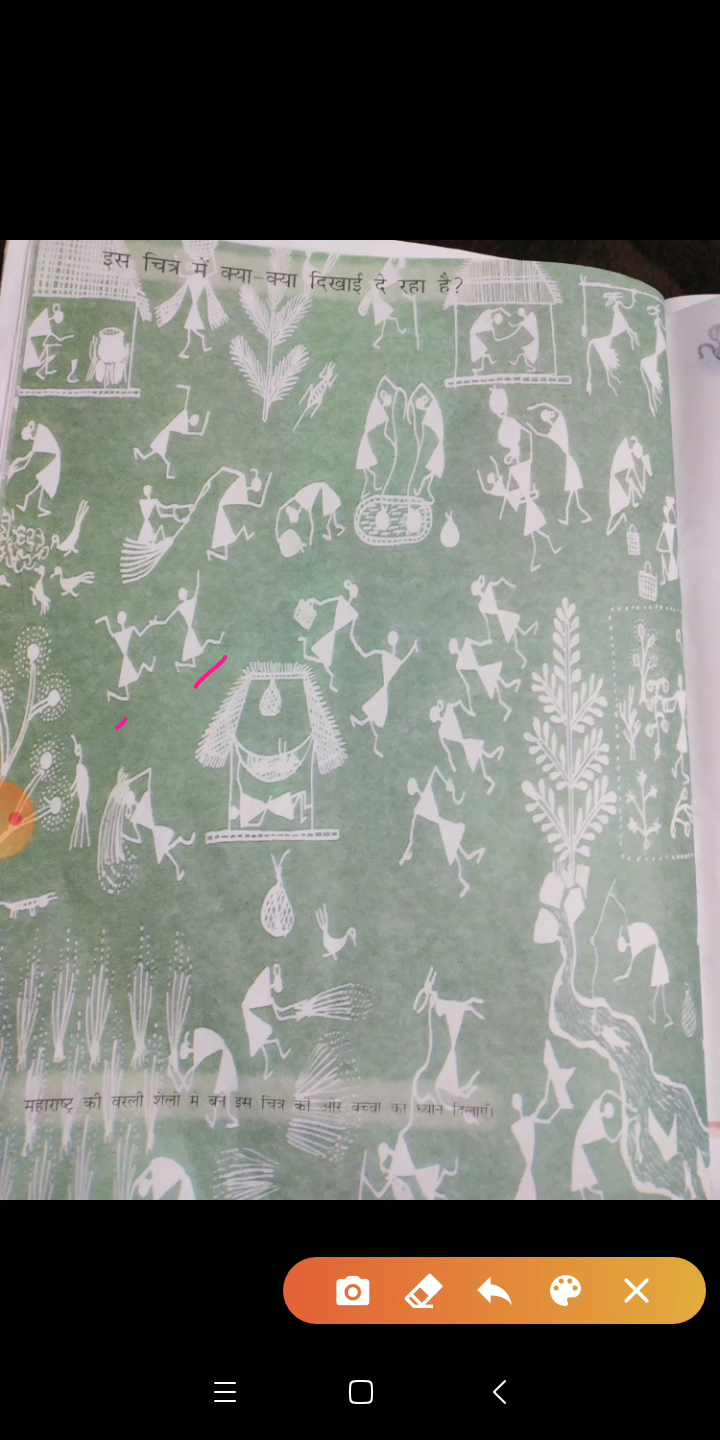 इस चित्र में क्या-क्या दिखाई दे रहा है?
महाराष्ट्र की वरली शैली में बने इस चित्र की ओर बच्चों का ध्यान दिलाएँ।